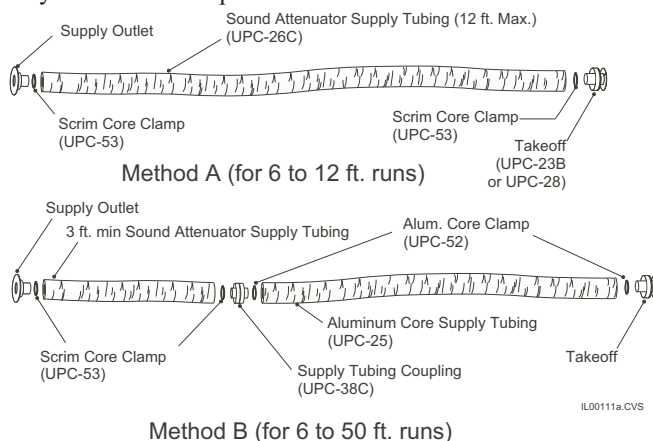 Supply Outlet
Sound Attenuator Supply Tubing (12 ft. Max.)
(UPC-26C)
Scrim Core Clamp
(UPC-53)
Scrim Core Clamp
(UPC-53)
Takeoff
(UPC-23B
or UPC-28)
Method A (for 6 to 12 ft. runs)
Supply Outlet
3 ft. min Sound Attenuator Supply Tubing
Alum. Core Clamp
(UPC-52)
Scrim Core Clamp
(UPC-53)
Aluminum Core Supply Tubing
(UPC-25)
Supply Tubing Coupling
(UPC-38C)
Takeoff
IL00111a.CVS
Method B (for 6 to 50 ft. runs)